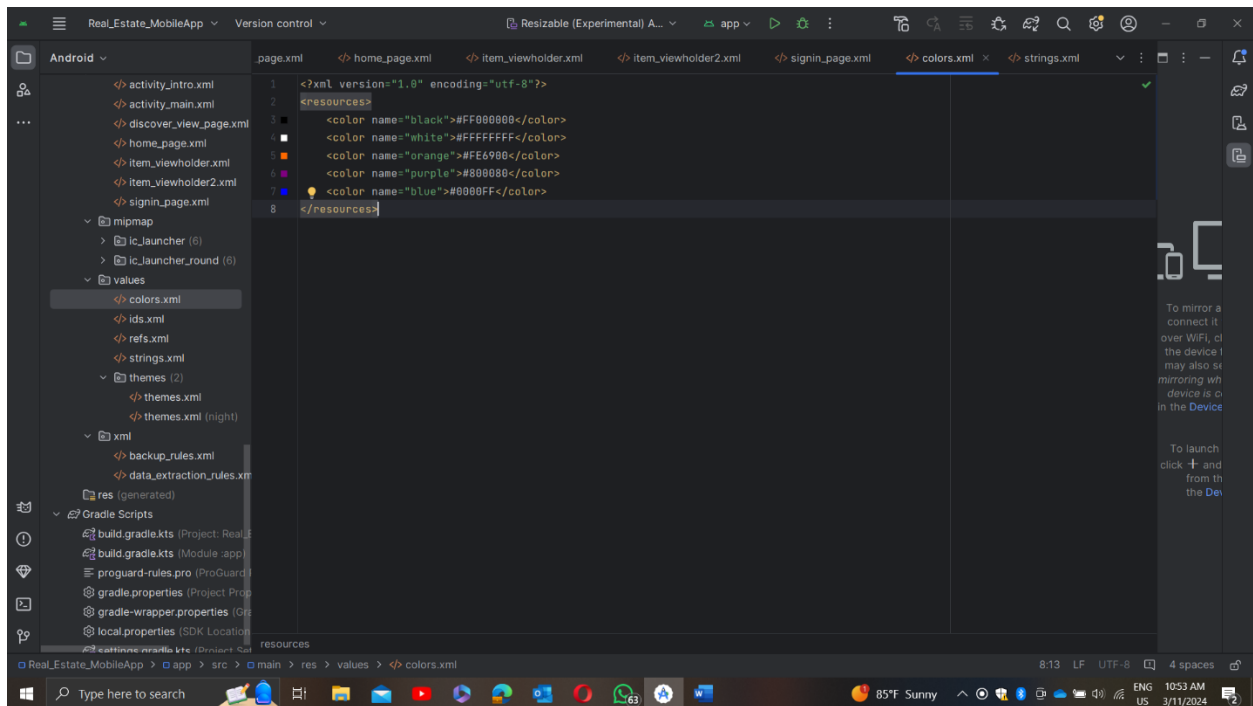 Real_Estate_MobileApp
Version control
Resizable (Experimental) A...
app
Android
_page.xml
home_page.xml
item_viewholder.xml
item_viewholder2.xml
signin_page.xml
colors.xml
strings.xml
activity_intro.xml
activity_main.xml
discover_view_page.xml
home_page.xml
item_viewholder.xml
item_viewholder2.xml
signin_page.xml
mipmap
ic_launcher (6)
ic_launcher_round (6)
values
colors.xml
ids.xml
refs.xml
strings.xml
themes (2)
themes.xml
themes.xml (night)
xml
backup_rules.xml
data_extraction_rules.xm
res (generated)
Gradle Scripts
build.gradle.kts (Project: Real_E
build.gradle.kts (Module :app)
proguard-rules.pro (ProGuard
gradle.properties (Project Prop
gradle-wrapper.properties (Gra
local.properties (SDK Location
settings.gradle.kts (Project Set
1 <?xml version="1.0" encoding="utf-8"?>
2 <resources>
3 <color name="black">#FF000000</color>
4 <color name="white">#FFFFFFFF</color>
5 <color name="orange">#FE6900</color>
6 <color name="purple">#800080</color>
7 <color name="blue">#0000FF</color>
8 </resources>
To mirror a
connect it
over WiFi, cl
the device
may also se
mirroring wh
device is co
in the Device
To launch
click + and
from th
the Dev
resources
Real_Estate_MobileApp > app > src > main > res > values > colors.xml
8:13 LF UTF-8 4 spaces
Type here to search
63
85°F Sunny
ENG
US
10:53 AM
3/11/2024
2